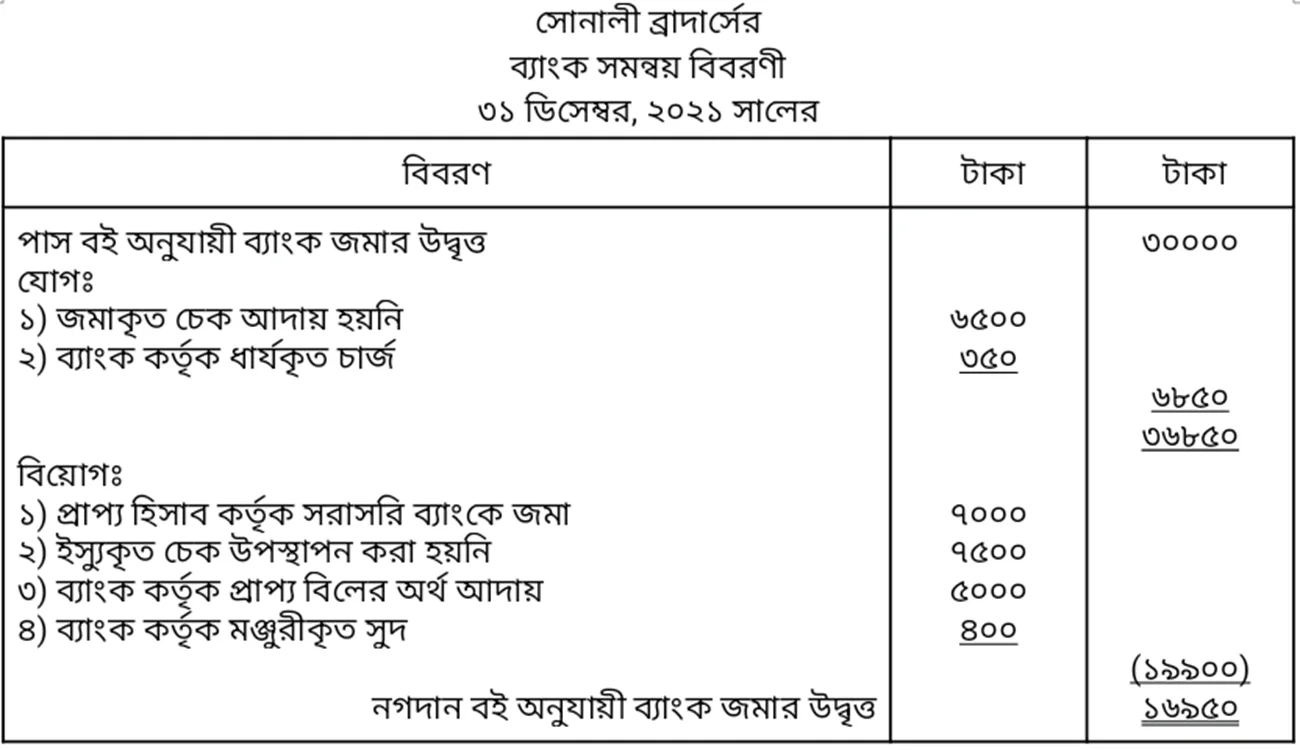 সোনালী ব্রাদার্সের
ব্যাংক সমন্বয় বিবরণী
৩১ ডিসেম্বর, ২০২১ সালের
বিবরণ টাকা টাকা
পাস বই অনুযায়ী ব্যাংক জমার উদ্বৃত্ত ৩০০০০
যোগঃ
১) জমাকৃত চেক আদায় হয়নি ৬৫০০
২) ব্যাংক কর্তৃক ধার্যকৃত চার্জ ৩৫০
৬৮৫০
৩৬৮৫০
বিয়োগঃ
১) প্রাপ্য হিসাব কর্তৃক সরাসরি ব্যাংকে জমা ৭০০০
২) ইস্যুকৃত চেক উপস্থাপন করা হয়নি ৭৫০০
৩) ব্যাংক কর্তৃক প্রাপ্য বিলের অর্থ আদায় ৫০০০
৪) ব্যাংক কর্তৃক মঞ্জুরীকৃত সুদ ৪০০
(১৯৯০০)
নগদান বই অনুযায়ী ব্যাংক জমার উদ্বৃত্ত ১৬৯৫০